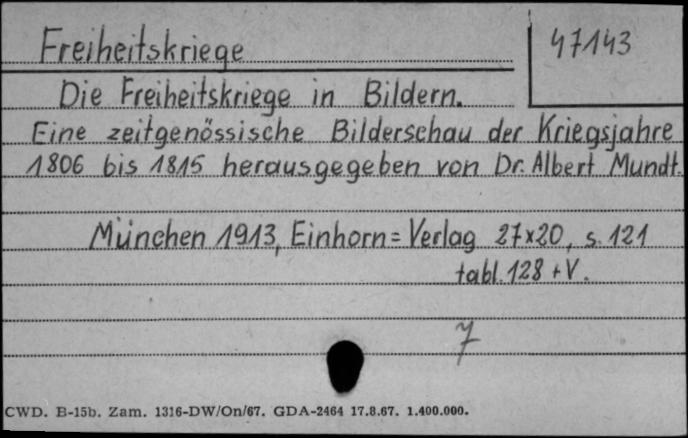 Freiheitskriege
47143
Die Freiheitskriege in Bildern.
Eine zeitgenössische Bilderschau der Kriegsjahre
1806 bis 1815 herausgegeben von Dr. Albert Mundt.
München 1913, Einhorn=Verlag 27x20, s. 121
tabl. 128 + V.
7
CWD. B-15b. Zam. 1316-DW/On/67. GDA-2464 17.8.67. 1.400.000.